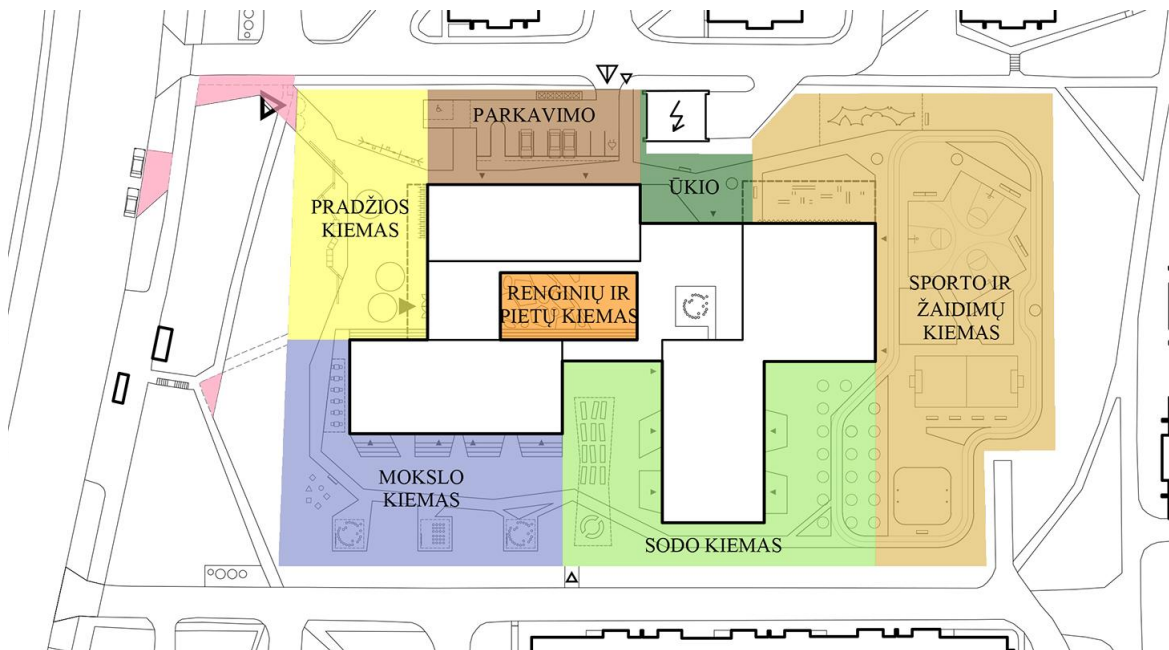 PARKAVIMO
ŪKIO
PRADŽIOS
KIEMAS
RENGINIŲ IR
PIETŲ KIEMAS
SPORTO IR
ŽAIDIMŲ
KIEMAS
MOKSLO
KIEMAS
SODO KIEMAS